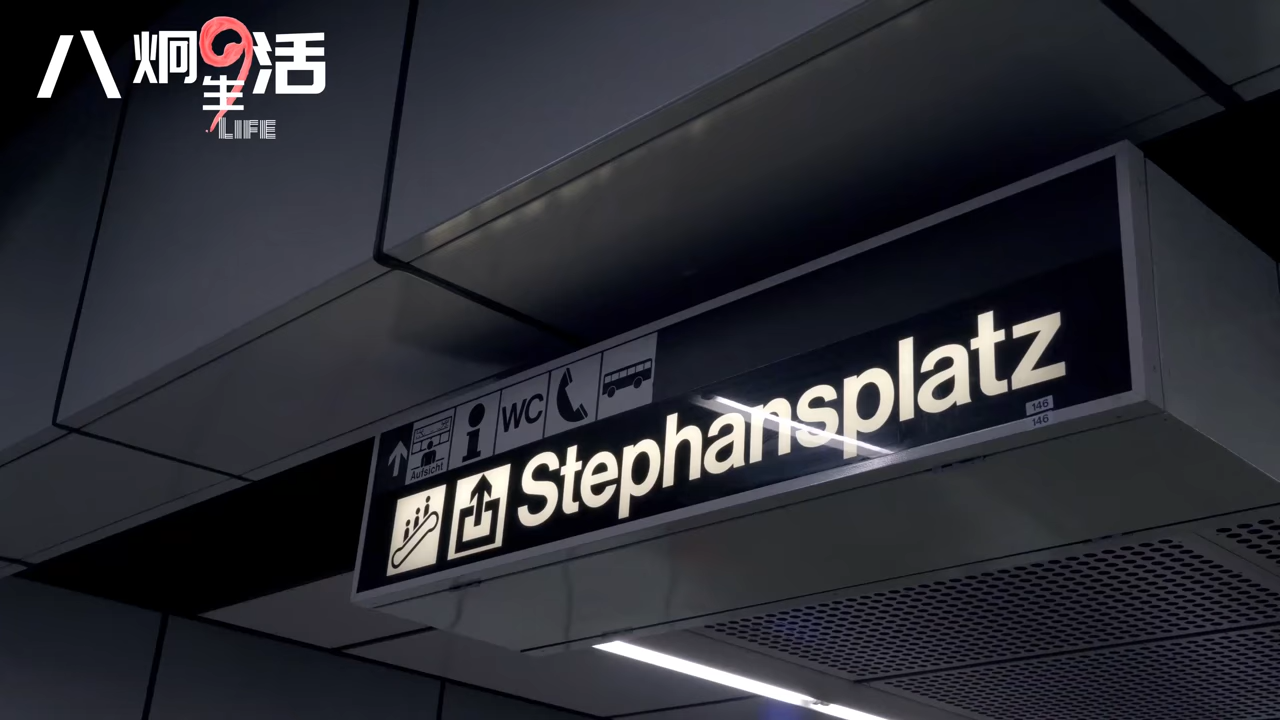 八炯生活
LIFE
WC
Aufsicht
Stephansplatz
146
146